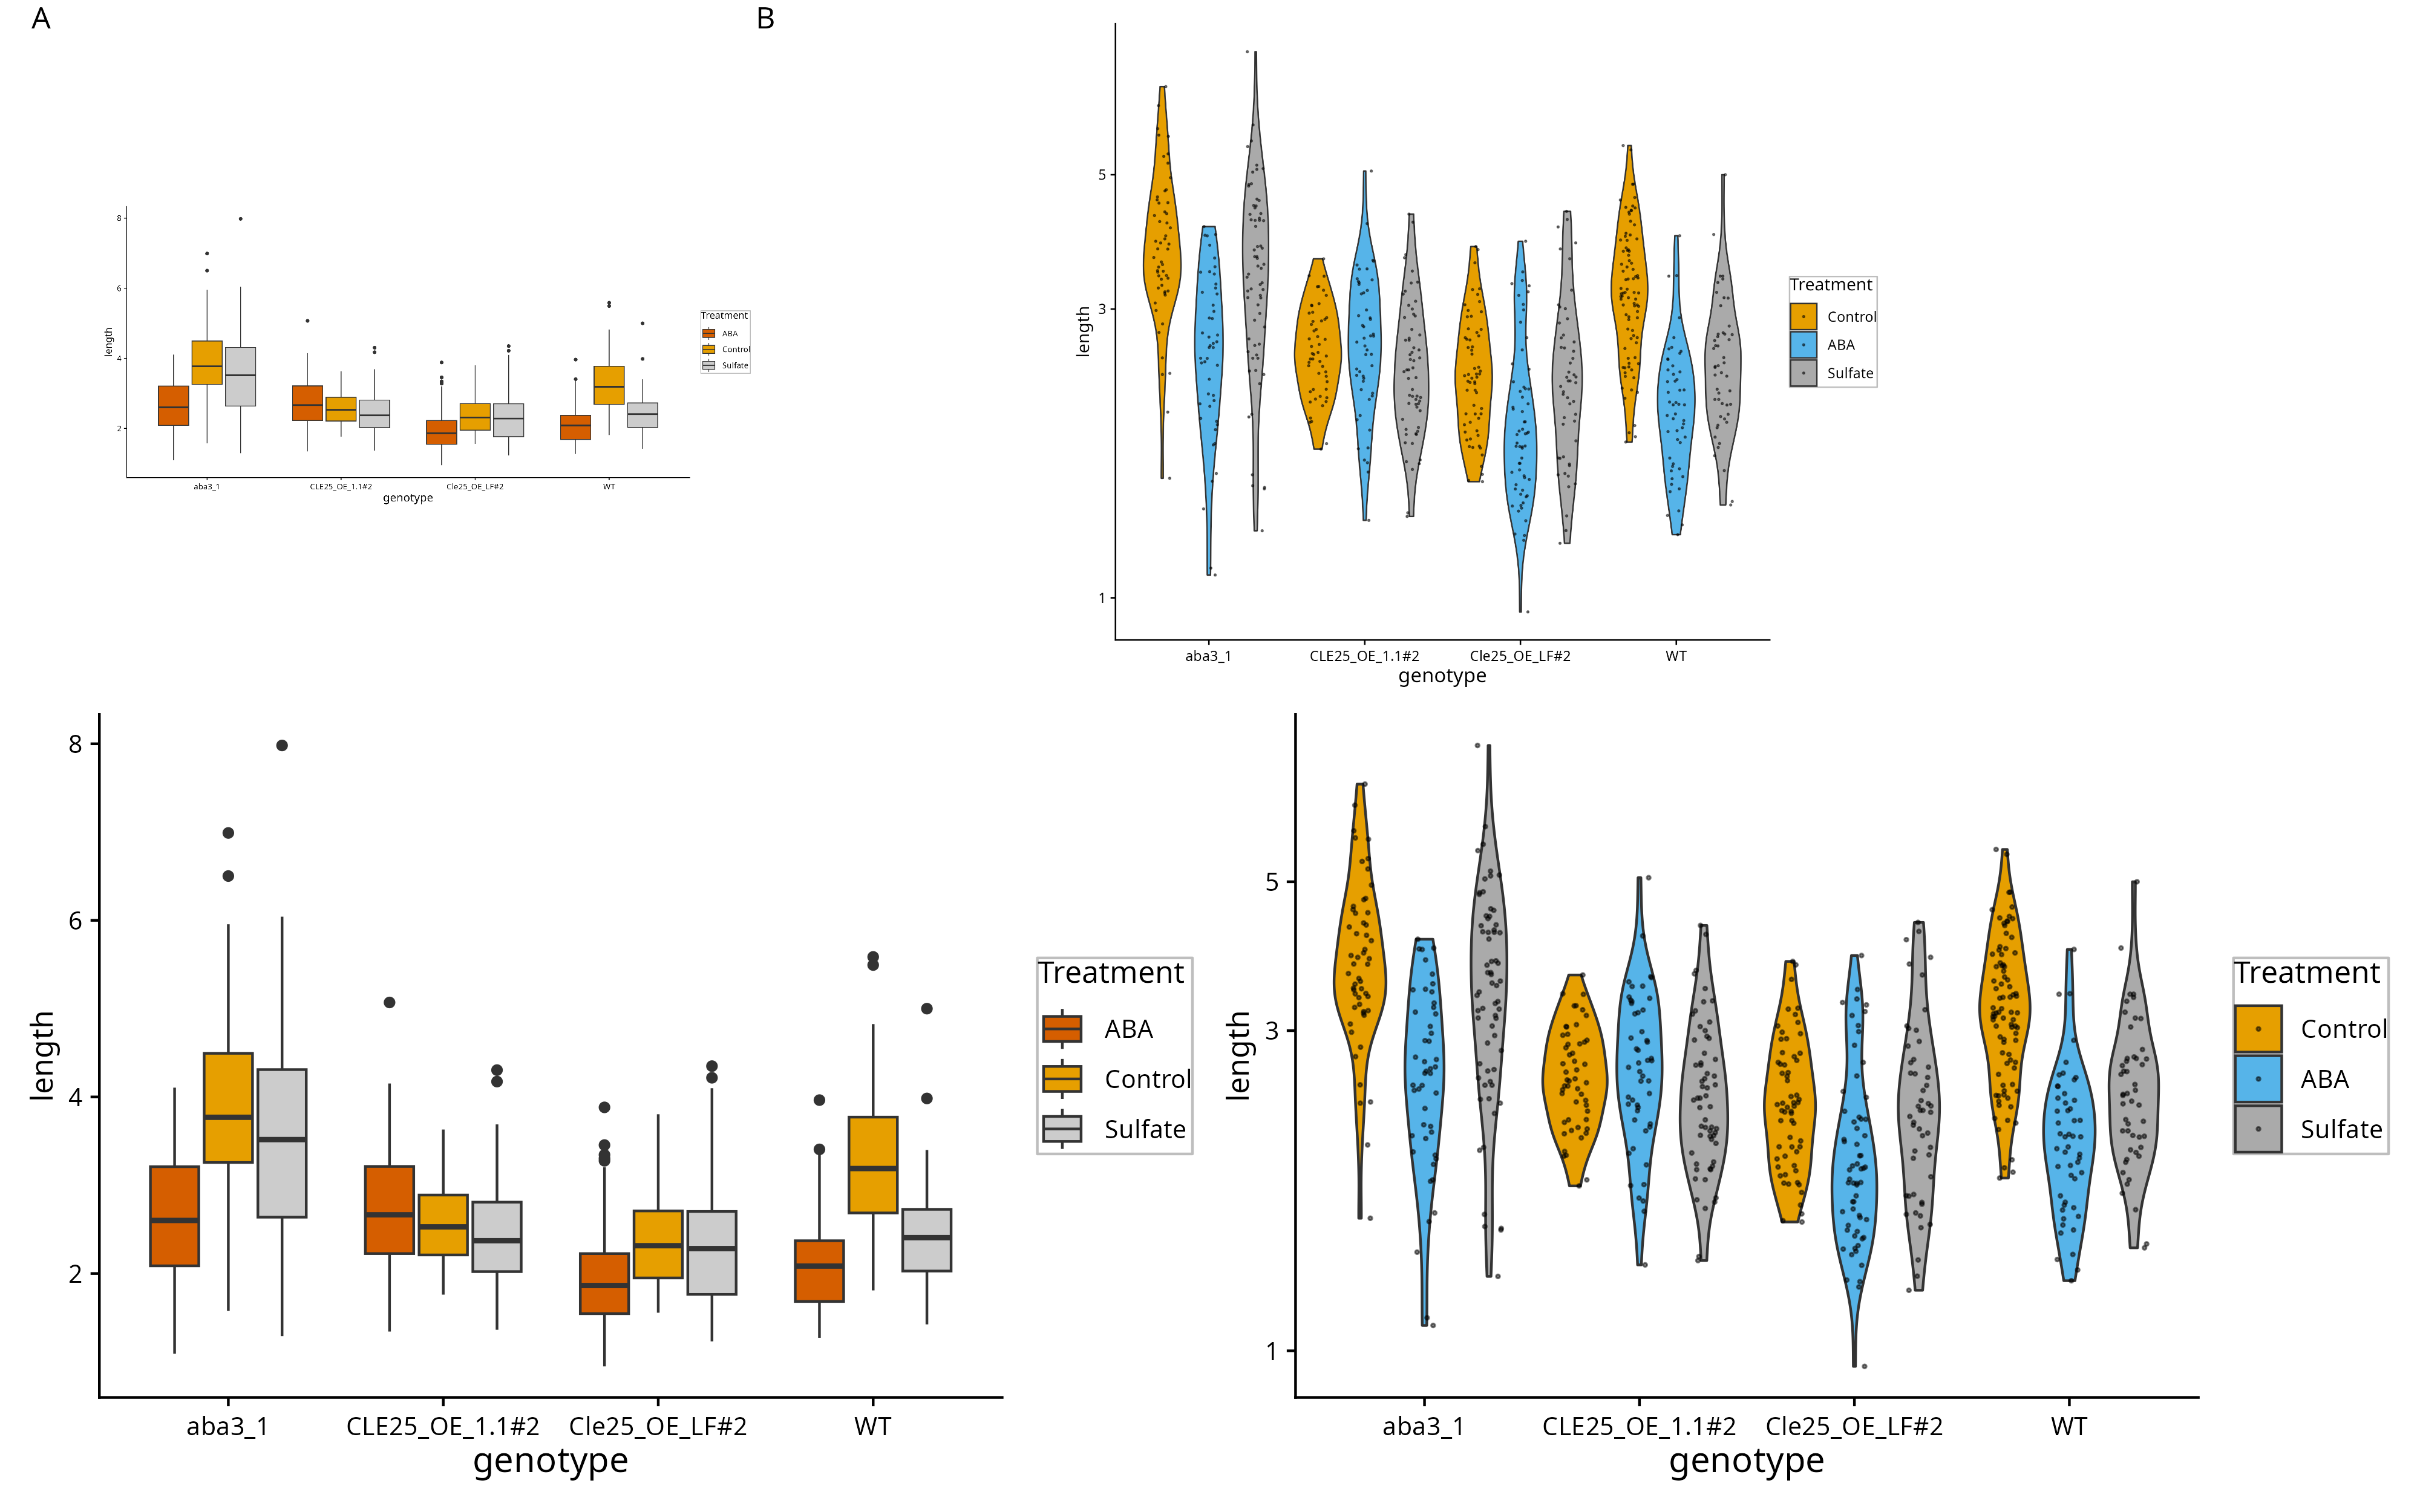 A
B
length
8
6
4
2
aba3_1
CLE25_OE_1.1#2
Cle25_OE_LF#2
WT
genotype
Treatment
ABA
Control
Sulfate
length
5
3
1
aba3_1
CLE25_OE_1.1#2
Cle25_OE_LF#2
WT
genotype
Treatment
Control
ABA
Sulfate
length
8
6
4
2
aba3_1
CLE25_OE_1.1#2
Cle25_OE_LF#2
WT
genotype
Treatment
ABA
Control
Sulfate
length
5
3
1
aba3_1
CLE25_OE_1.1#2
Cle25_OE_LF#2
WT
genotype
Treatment
Control
ABA
Sulfate